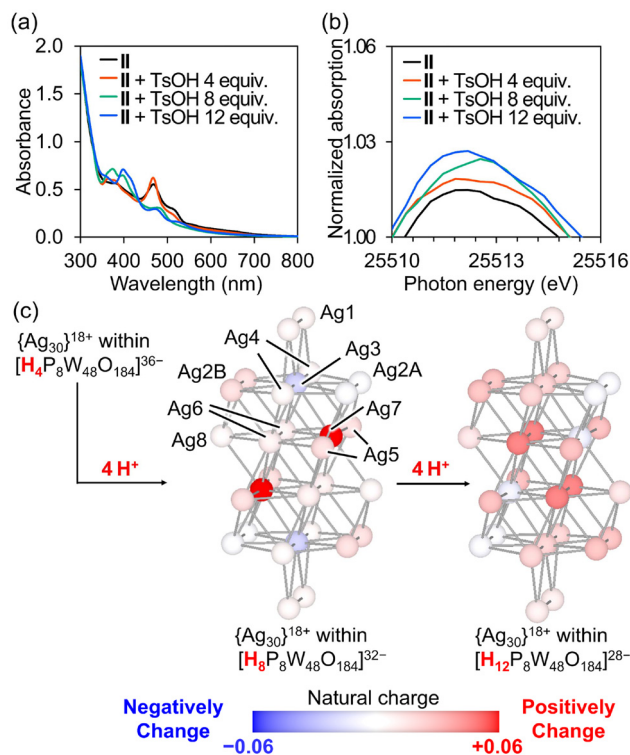 (a)
2.0
1.5
1.0
0.5
0.0
Absorbance
II
II + TsOH 4 equiv.
II + TsOH 8 equiv.
II + TsOH 12 equiv.
300 400 500 600 700 800
Wavelength (nm)
(b)
1.06
1.03
1.00
Normalized absorption
II
II + TsOH 4 equiv.
II + TsOH 8 equiv.
II + TsOH 12 equiv.
25510 25513 25516
Photon energy (eV)
(c)
{Ag30}18+ within
[H4P8W48O184]36−
4 H+
Ag1
Ag4
Ag3
Ag2B
Ag2A
Ag6
Ag7
Ag8
Ag5
4 H+
{Ag30}18+ within
[H8P8W48O184]32−
{Ag30}18+ within
[H12P8W48O184]28−
Negatively
Change
Natural charge
Positively
Change
−0.06
+0.06